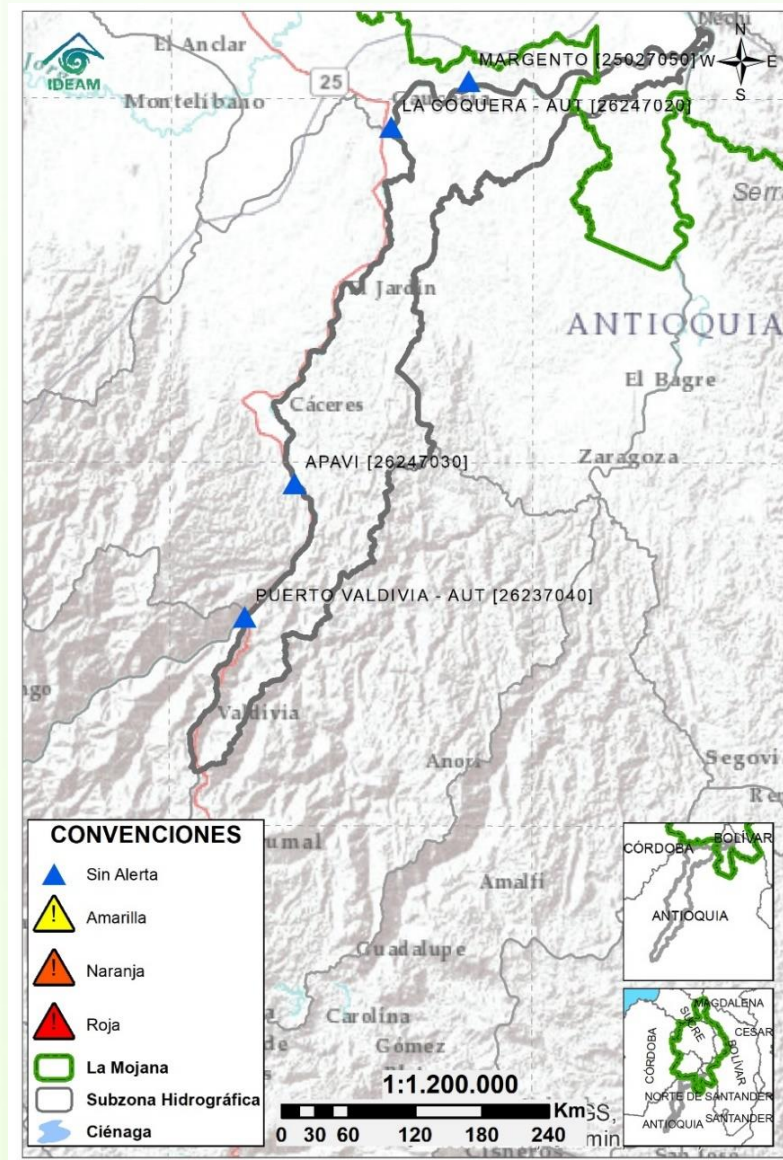 IDEAM
El Anclar
Nechí
N
W
E
S
MARGENTO [25027050]
25
Montelíbano
LA COQUERA - AUT [26247020]
El Jardín
ANTIOQUIA
El Bagre
Cáceres
Zaragoza
APAVI [26247030]
PUERTO VALDIVIA - AUT [26237040]
Valdivia
Anorí
Amalfi
Guadalupe
Carolina
Gómez
Cisneros
CONVENCIONES
Sin Alerta
Amarilla
Naranja
Roja
La Mojana
Subzona Hidrográfica
Ciénaga
1:1.200.000
Km
0 30 60 120 180 240
BOLÍVAR
CÓRDOBA
ANTIOQUIA
MAGDALENA
SUCRE
CESAR
CÓRDOBA
BOLÍVAR
NORTE DE SANTANDER
SANTANDER
ANTIOQUIA